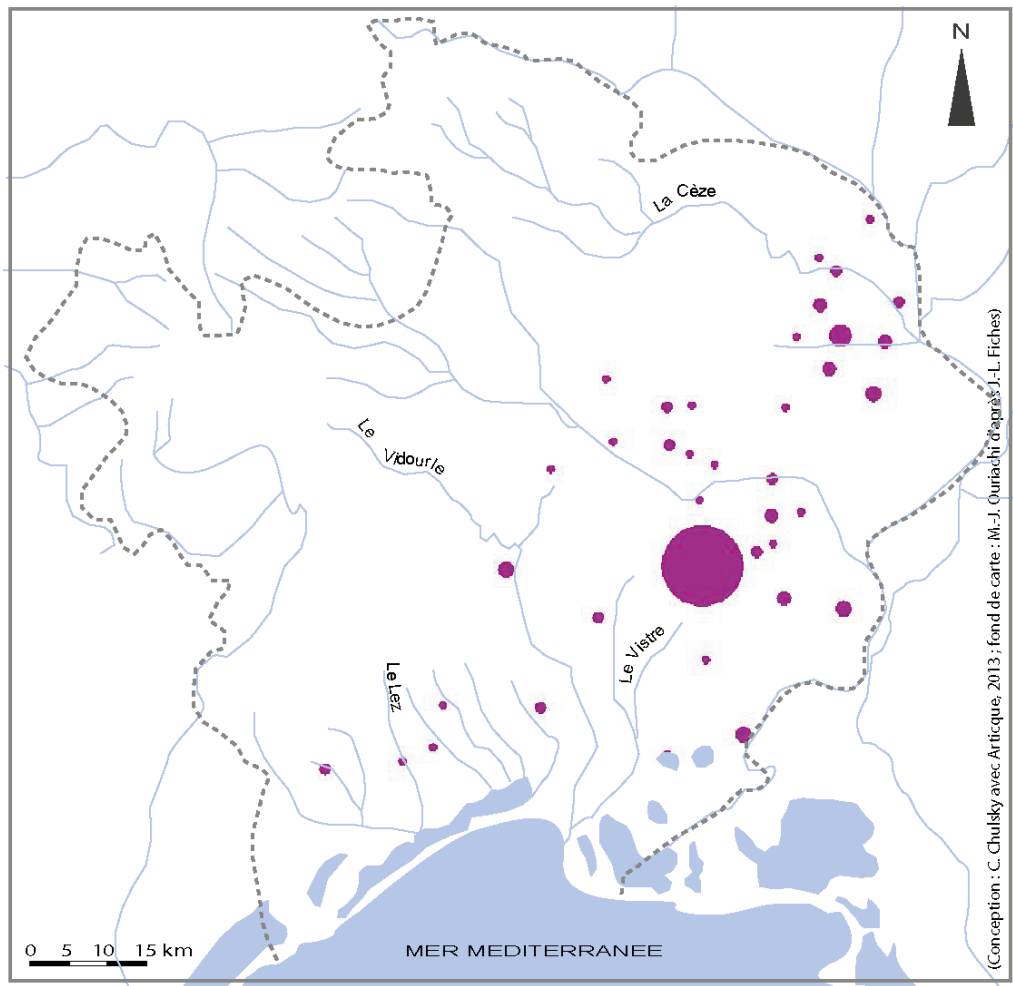 N
La Cèze
Le Vidourle
Le Vistre
Le Lez
0 5 10 15 km
MER MEDITERRANEE
(Conception : C. Chulsky avec Articque, 2013 ; fond de carte : M.-J. Ouriachi d'après J.-L. Fiches)